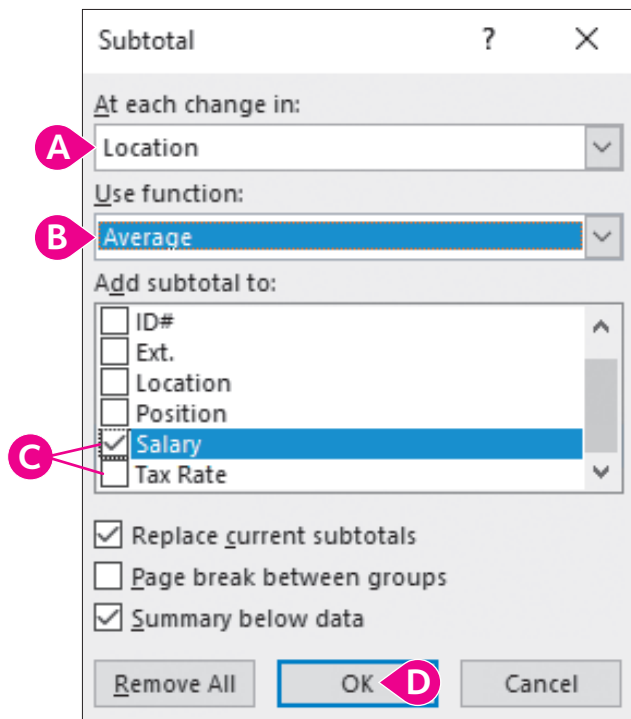 Subtotal ? ×
At each change in:
A Location
Use function:
B Average
Add subtotal to:
ID#
Ext.
Location
Position
C Salary
Tax Rate
Replace current subtotals
Page break between groups
Summary below data
Remove All OK D Cancel